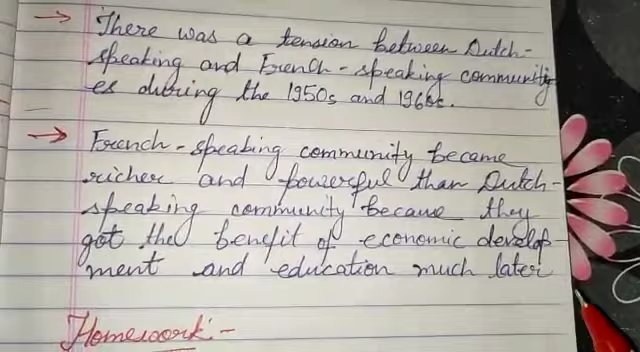 → There was a tension between Dutch-
speaking and French-speaking communiti
es during the 1950s and 1960s.
→ French-speaking community became
richer and powerful than Dutch-
speaking community because they
got the benefit of economic develop-
ment and education much later
Homework:-